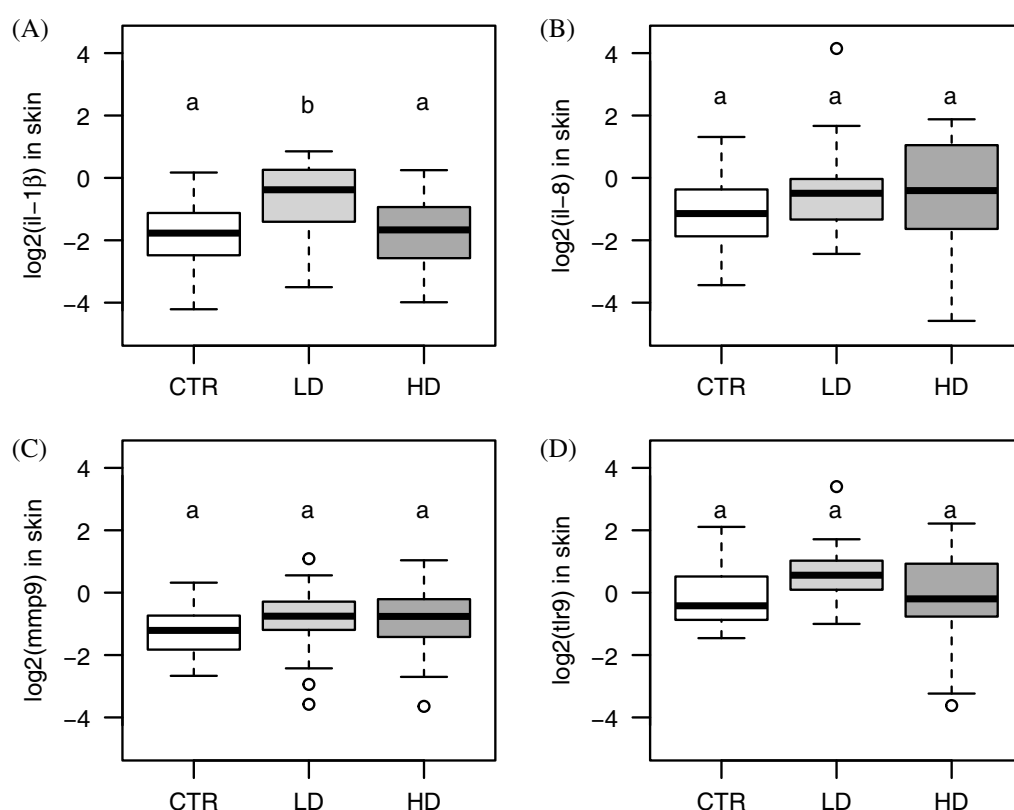 (A)
log2(il−1β) in skin
4
2
0
−2
−4
a
b
a
CTR
LD
HD
(B)
log2(il−8) in skin
4
2
0
−2
−4
a
a
a
CTR
LD
HD
(C)
log2(mmp9) in skin
4
2
0
−2
−4
a
a
a
CTR
LD
HD
(D)
log2(tlr9) in skin
4
2
0
−2
−4
a
a
a
CTR
LD
HD